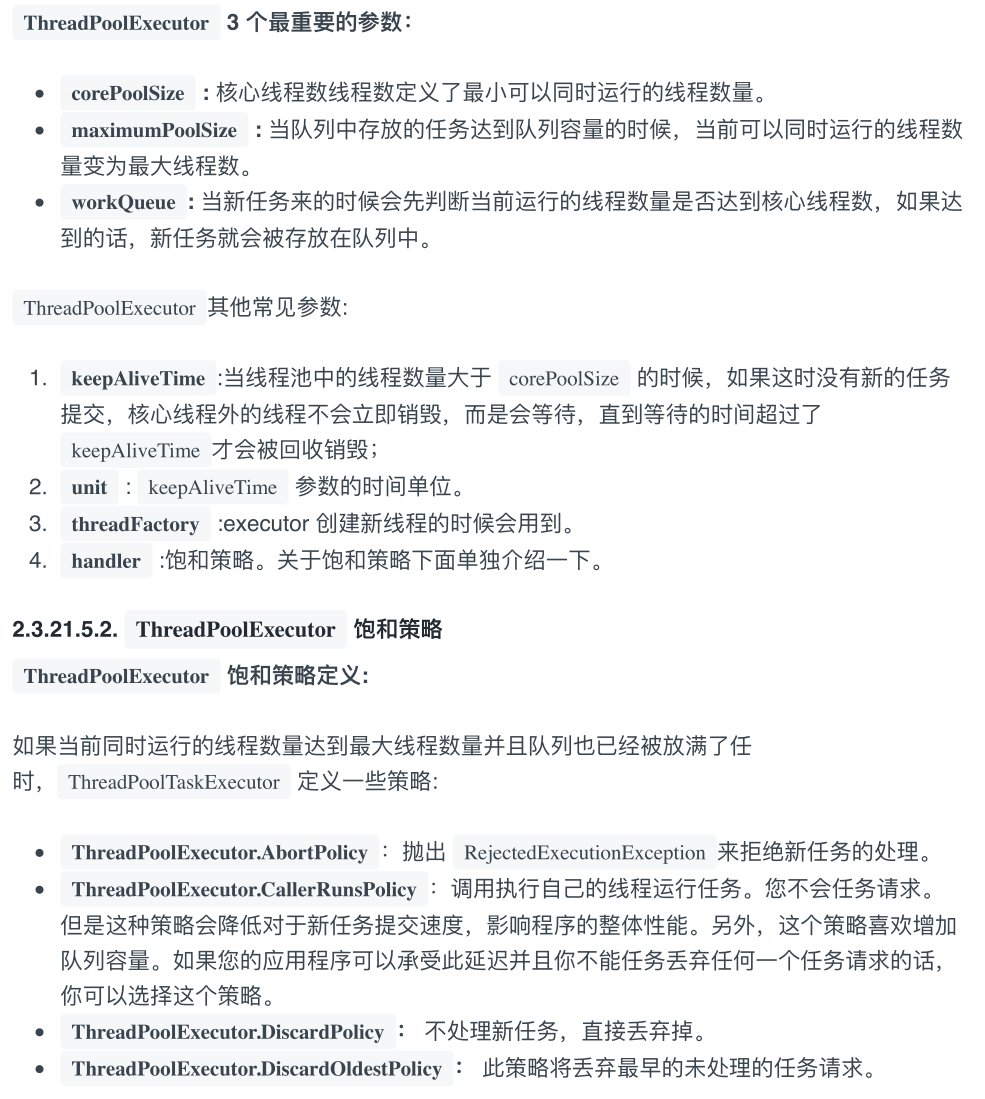 ThreadPoolExecutor 3 个最重要的参数：
• corePoolSize : 核心线程数线程数定义了最小可以同时运行的线程数量。
• maximumPoolSize : 当队列中存放的任务达到队列容量的时候，当前可以同时运行的线程数
量变为最大线程数。
• workQueue : 当新任务来的时候会先判断当前运行的线程数量是否达到核心线程数，如果达
到的话，新任务就会被存放在队列中。
ThreadPoolExecutor 其他常见参数:
1. keepAliveTime :当线程池中的线程数量大于 corePoolSize 的时候，如果这时没有新的任务
提交，核心线程外的线程不会立即销毁，而是会等待，直到等待的时间超过了
keepAliveTime 才会被回收销毁；
2. unit : keepAliveTime 参数的时间单位。
3. threadFactory :executor 创建新线程的时候会用到。
4. handler :饱和策略。关于饱和策略下面单独介绍一下。
2.3.21.5.2. ThreadPoolExecutor 饱和策略
ThreadPoolExecutor 饱和策略定义:
如果当前同时运行的线程数量达到最大线程数量并且队列也已经被放满了任
时， ThreadPoolTaskExecutor 定义一些策略:
• ThreadPoolExecutor.AbortPolicy ： 抛出 RejectedExecutionException 来拒绝新任务的处理。
• ThreadPoolExecutor.CallerRunsPolicy ： 调用执行自己的线程运行任务。您不会任务请求。
但是这种策略会降低对于新任务提交速度，影响程序的整体性能。另外，这个策略喜欢增加
队列容量。如果您的应用程序可以承受此延迟并且你不能任务丢弃任何一个任务请求的话，
你可以选择这个策略。
• ThreadPoolExecutor.DiscardPolicy ： 不处理新任务，直接丢弃掉。
• ThreadPoolExecutor.DiscardOldestPolicy ： 此策略将丢弃最早的未处理的任务请求。